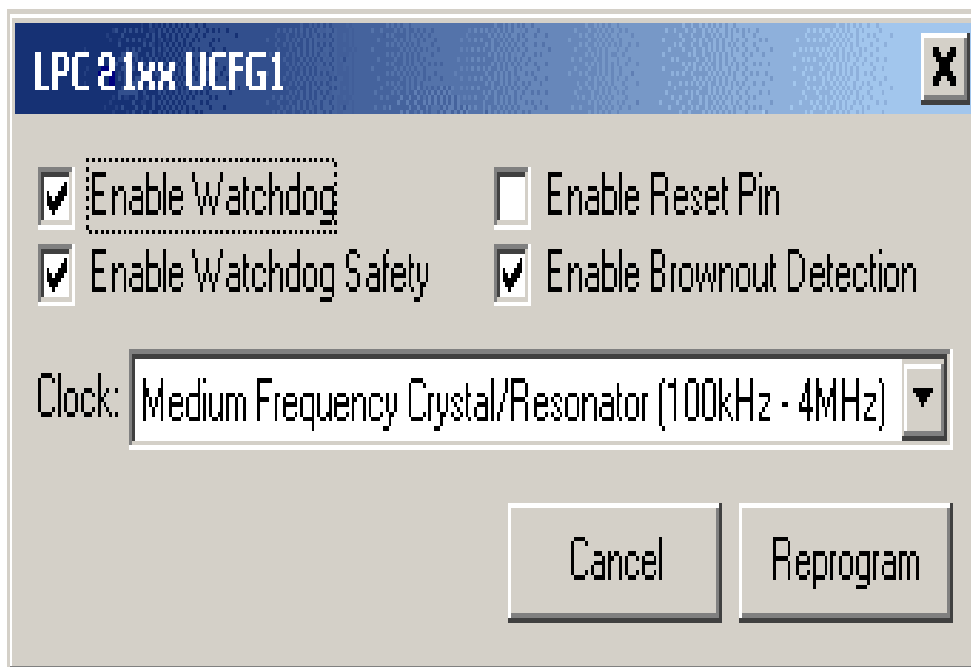 LPC 21xx UCFG1
Enable Watchdog
Enable Reset Pin
Enable Watchdog Safety
Enable Brownout Detection
Clock: Medium Frequency Crystal/Resonator (100kHz - 4MHz)
Cancel
Reprogram